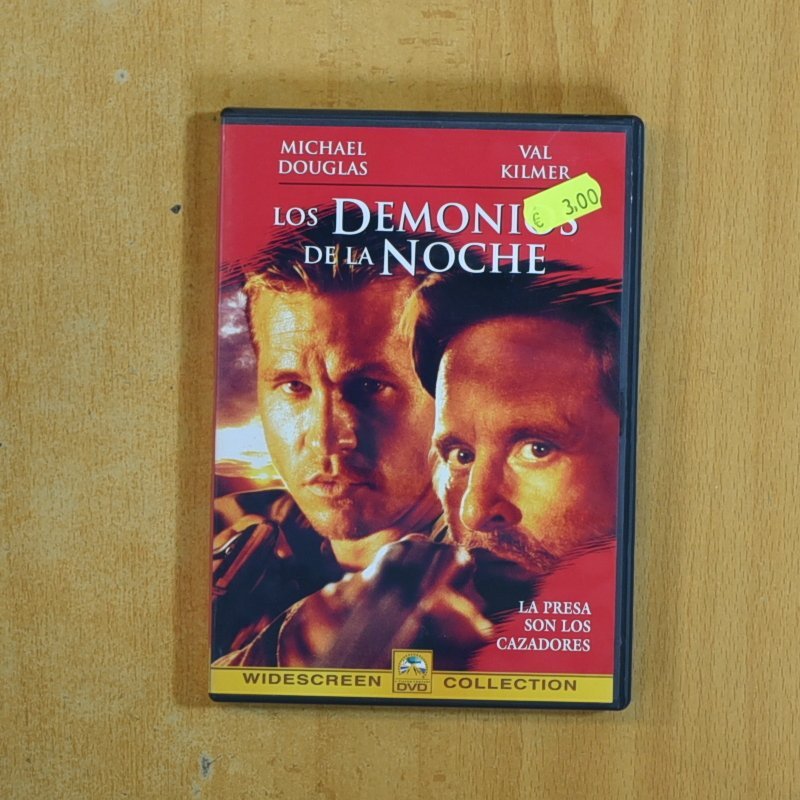 MICHAEL
DOUGLAS
VAL
KILMER
€ 3,00
LOS DEMONIOS
DE LA NOCHE
LA PRESA
SON LOS
CAZADORES
WIDESCREEN DVD COLLECTION